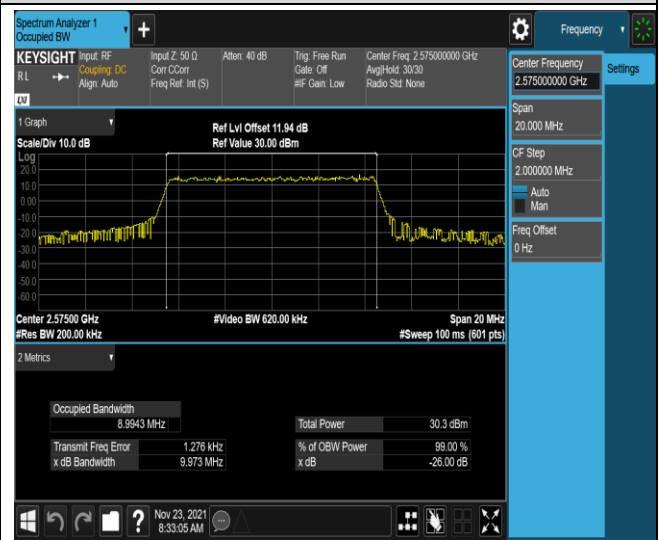 Spectrum Analyzer 1
Occupied BW
Frequency
KEYSIGHT
Input: RF
Input Z: 50 Ω
Atten: 40 dB
Trig: Free Run
Center Freq: 2.575000000 GHz
R L
Coupling: DC
Corr CCorr
Gate: Off
Avg|Hold: 30/30
Align: Auto
Freq Ref: Int (S)
#IF Gain: Low
Radio Std: None
LXI
Center Frequency
2.575000000 GHz
Settings
Span
20.000 MHz
CF Step
2.000000 MHz
Auto
Man
Freq Offset
0 Hz
1 Graph
Ref Lvl Offset 11.94 dB
Scale/Div 10.0 dB
Ref Value 30.00 dBm
Log
20.0
10.0
0.00
-10.0
-20.0
-30.0
-40.0
-50.0
-60.0
Center 2.57500 GHz
#Video BW 620.00 kHz
Span 20 MHz
#Res BW 200.00 kHz
#Sweep 100 ms (601 pts)
2 Metrics
Occupied Bandwidth
8.9943 MHz
Total Power
30.3 dBm
Transmit Freq Error
1.276 kHz
% of OBW Power
99.00 %
x dB Bandwidth
9.973 MHz
x dB
-26.00 dB
Nov 23, 2021
8:33:05 AM